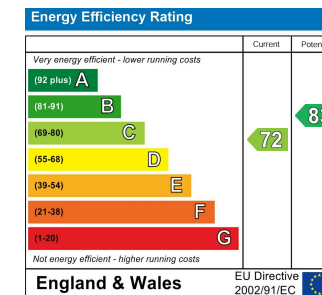 Energy Efficiency Rating
Current
Very energy efficient - lower running costs
(92 plus) A
(81-91) B
(69-80) C
72
(55-68) D
(39-54) E
(21-38) F
(1-20) G
Not energy efficient - higher running costs
England & Wales
EU Directive
2002/91/EC